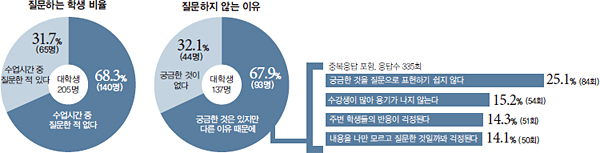 질문하는 학생 비율
31.7%
(65명)
수업시간 중
질문한 적 있다
대학생
205명
68.3%
(140명)
수업시간 중
질문한 적 없다
질문하지 않는 이유
32.1%
(44명)
궁금한 것이
없다
대학생
137명
67.9%
(93명)
궁금한 것은 있지만
다른 이유 때문에
중복응답 포함, 응답수 335회
궁금한 것을 질문으로 표현하기 쉽지 않다 25.1% (84회)
수강생이 많아 용기가 나지 않는다 15.2% (54회)
주변 학생들의 반응이 걱정된다 14.3% (51회)
내용을 나만 모르고 질문한 것일까봐 걱정된다 14.1% (50회)